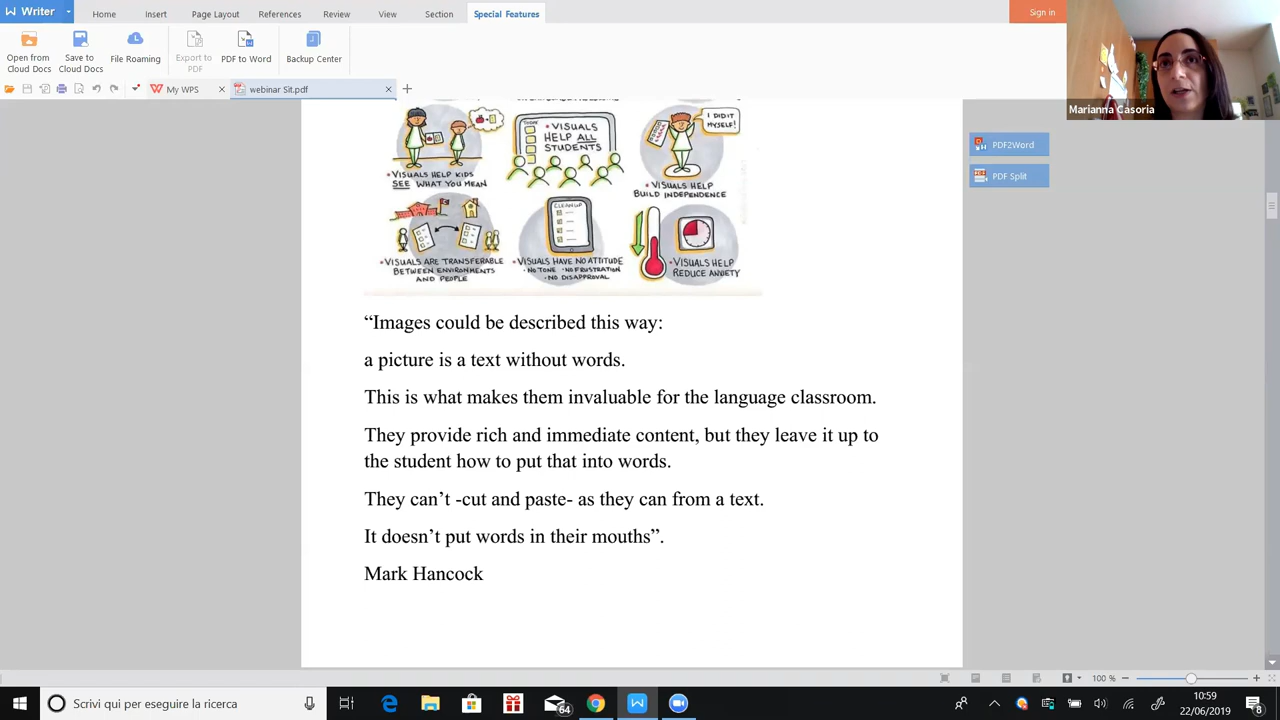 Writer
Home
Insert
Page Layout
References
Review
View
Section
Special Features
Sign in
Open from
Cloud Docs
Save to
Cloud Docs
File Roaming
Export to
PDF
PDF to Word
Backup Center
My WPS
webinar Sit.pdf
Marianna Casoria
PDF2Word
PDF Split
• VISUALS HELP KIDS
SEE WHAT YOU MEAN
TODAY
• VISUALS
HELP ALL
STUDENTS
I DID IT
MYSELF!
• VISUALS HELP
BUILD INDEPENDENCE
• VISUALS ARE TRANSFERABLE
BETWEEN ENVIRONMENTS
AND PEOPLE
CLEAN UP
• VISUALS HAVE NO ATTITUDE
• NO TONE • NO FRUSTRATION
• NO DISAPPROVAL
• VISUALS HELP
REDUCE ANXIETY
“Images could be described this way:
a picture is a text without words.
This is what makes them invaluable for the language classroom.
They provide rich and immediate content, but they leave it up to
the student how to put that into words.
They can’t -cut and paste- as they can from a text.
It doesn’t put words in their mouths”.
Mark Hancock
100 %
Scrivi qui per eseguire la ricerca
64
10:59
22/06/2019
8